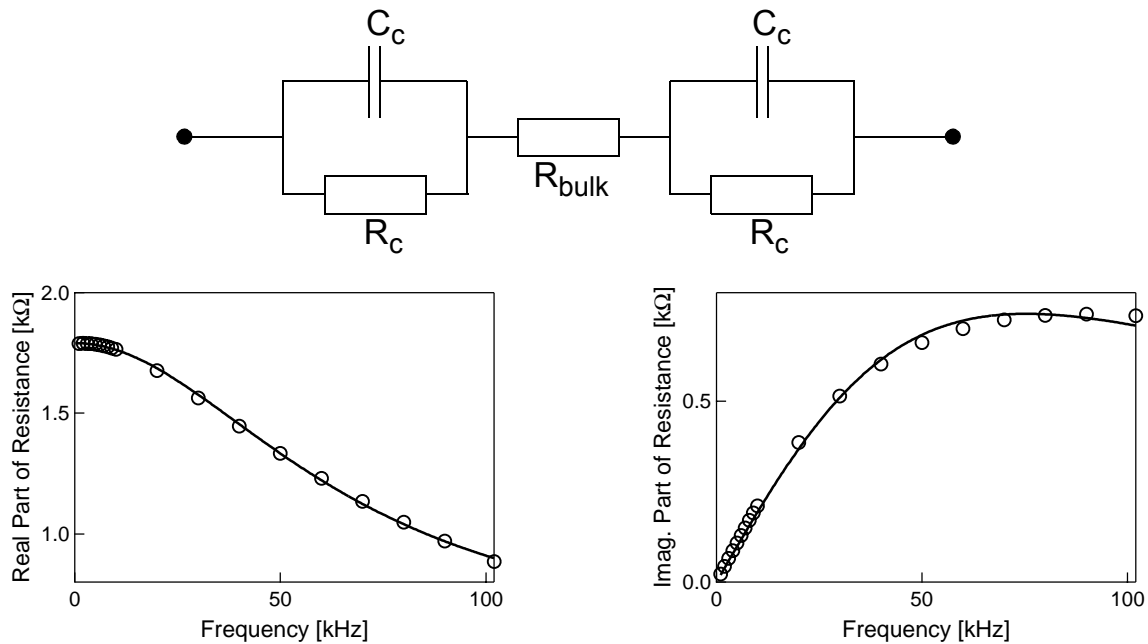 C_c
C_c
R_bulk
R_c
R_c
Real Part of Resistance [kΩ]
2.0
1.5
1.0
0
50
100
Frequency [kHz]
Imag. Part of Resistance [kΩ]
0.5
0.0
0
50
100
Frequency [kHz]